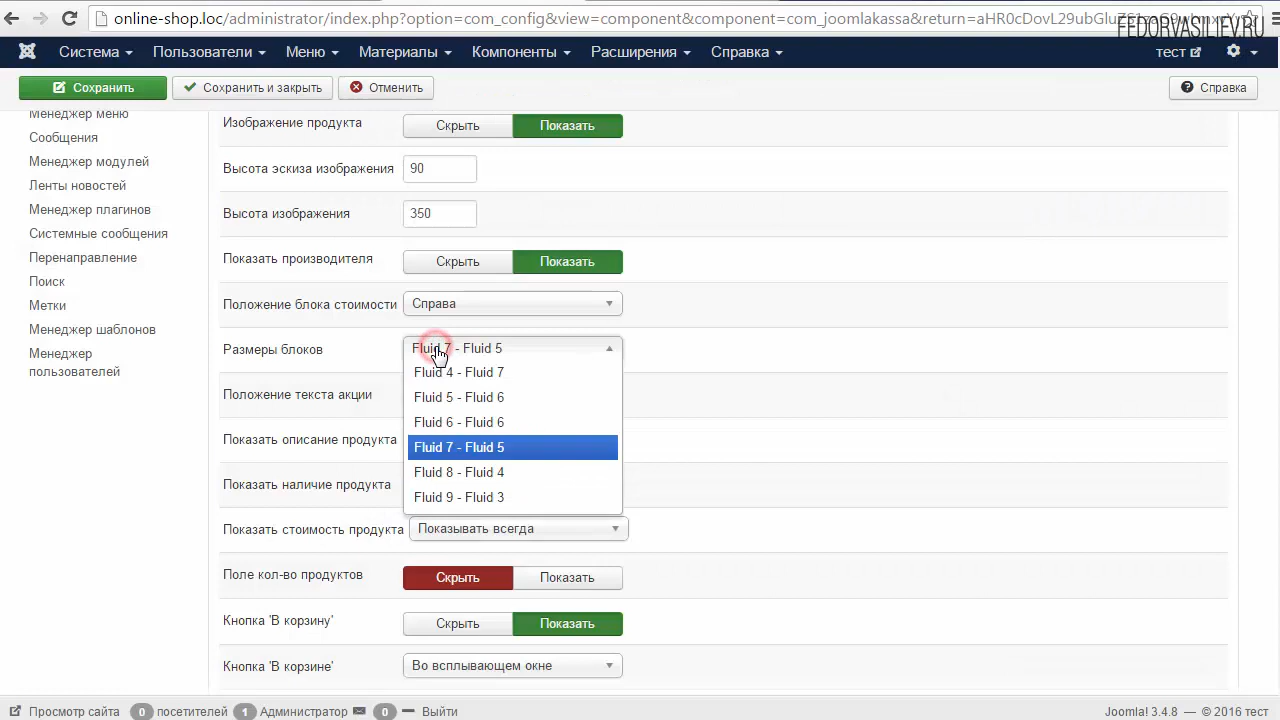 online-shop.loc/administrator/index.php?option=com_config&view=component&component=com_joomlakassa&return=
FEDORVASILIEV.RU
Система Пользователи Меню Материалы Компоненты Расширения Справка тест
Сохранить Сохранить и закрыть Отменить Справка
Менеджер меню
Сообщения
Менеджер модулей
Ленты новостей
Менеджер плагинов
Системные сообщения
Перенаправление
Поиск
Метки
Менеджер шаблонов
Менеджер
пользователей
Изображение продукта Скрыть Показать
Высота эскиза изображения 90
Высота изображения 350
Показать производителя Скрыть Показать
Положение блока стоимости Справа
Размеры блоков Fluid 7 - Fluid 5
Fluid 4 - Fluid 7
Fluid 5 - Fluid 6
Fluid 6 - Fluid 6
Fluid 7 - Fluid 5
Fluid 8 - Fluid 4
Fluid 9 - Fluid 3
Положение текста акции
Показать описание продукта
Показать наличие продукта
Показать стоимость продукта Показывать всегда
Поле кол-во продуктов Скрыть Показать
Кнопка 'В корзину' Скрыть Показать
Кнопка 'В корзине' Во всплывающем окне
Просмотр сайта 0 посетителей 1 Администратор 0 Выйти
Joomla! 3.4.8 — © 2016 тест